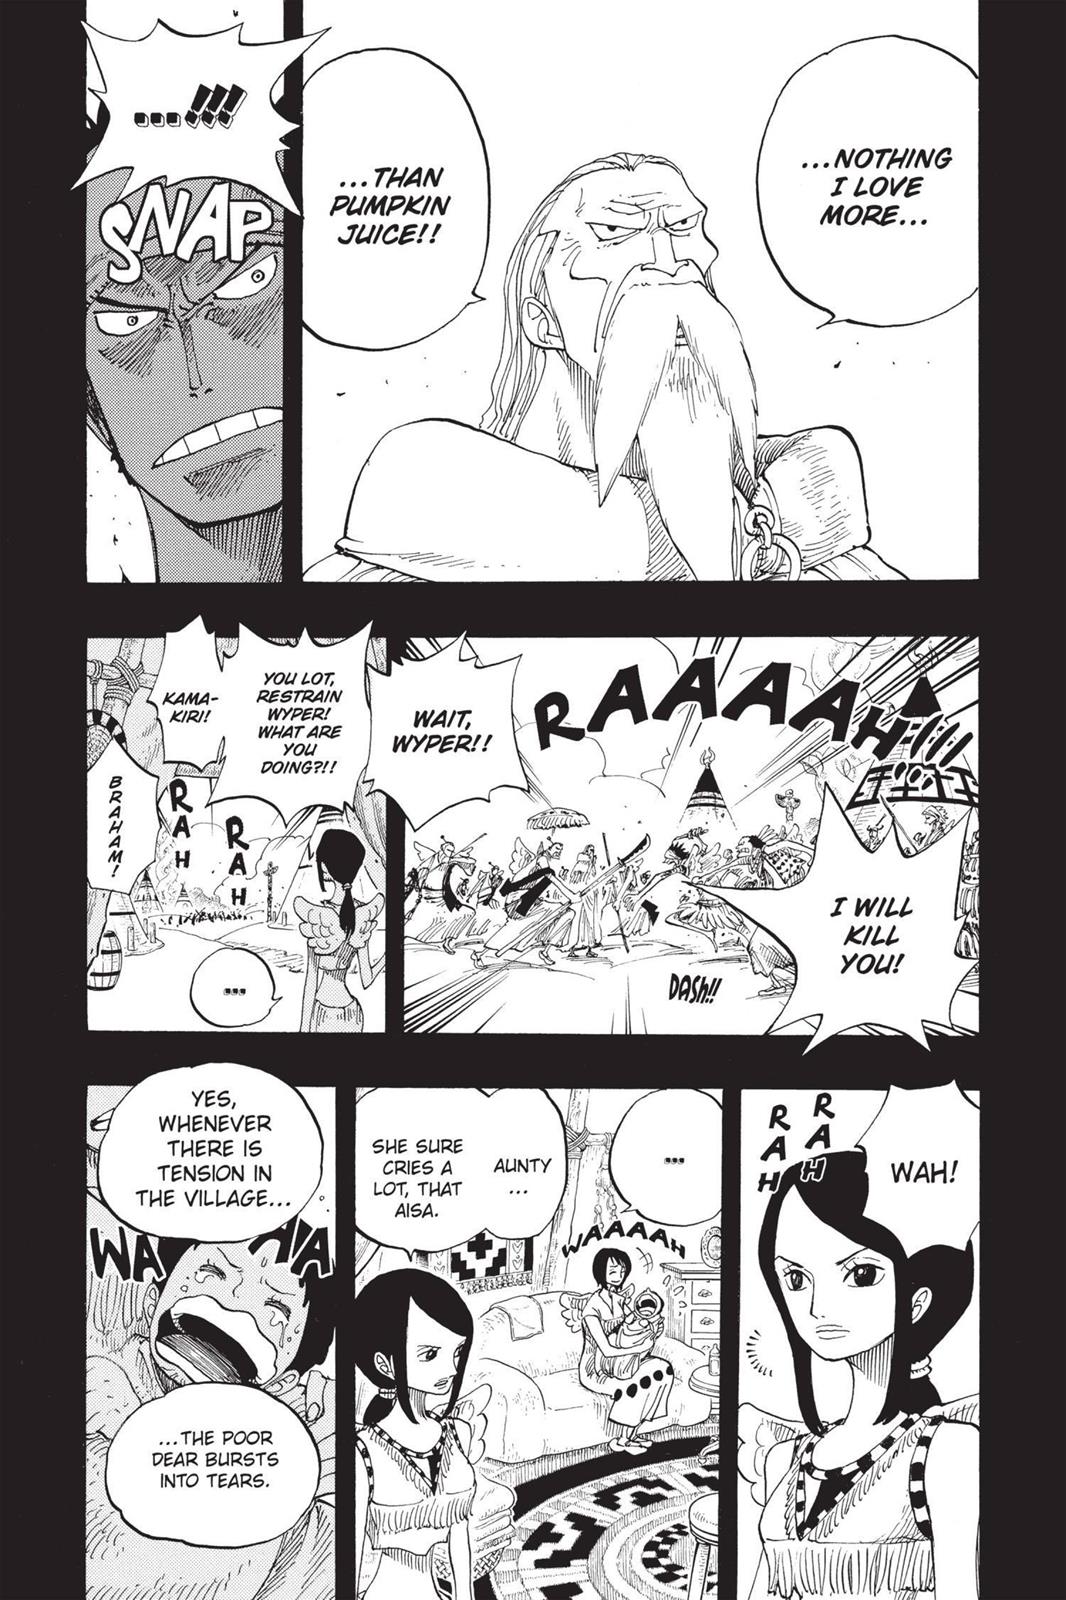 ...NOTHING
I LOVE
MORE...
...THAN
PUMPKIN
JUICE!!
...!!!
SNAP
RAAAAAH!!!!
I WILL
KILL
YOU!
DASH!!
WAIT,
WYPER!!
YOU LOT,
RESTRAIN
WYPER!
WHAT ARE
YOU
DOING?!!
KAMA-
KIRI!
BRAHAM!
RAH
RAH
...
WAH!
RAH
RAH
...
WAAAAH
AUNTY
...
SHE SURE
CRIES A
LOT, THAT
AISA.
YES,
WHENEVER
THERE IS
TENSION IN
THE VILLAGE...
...THE POOR
DEAR BURSTS
INTO TEARS.